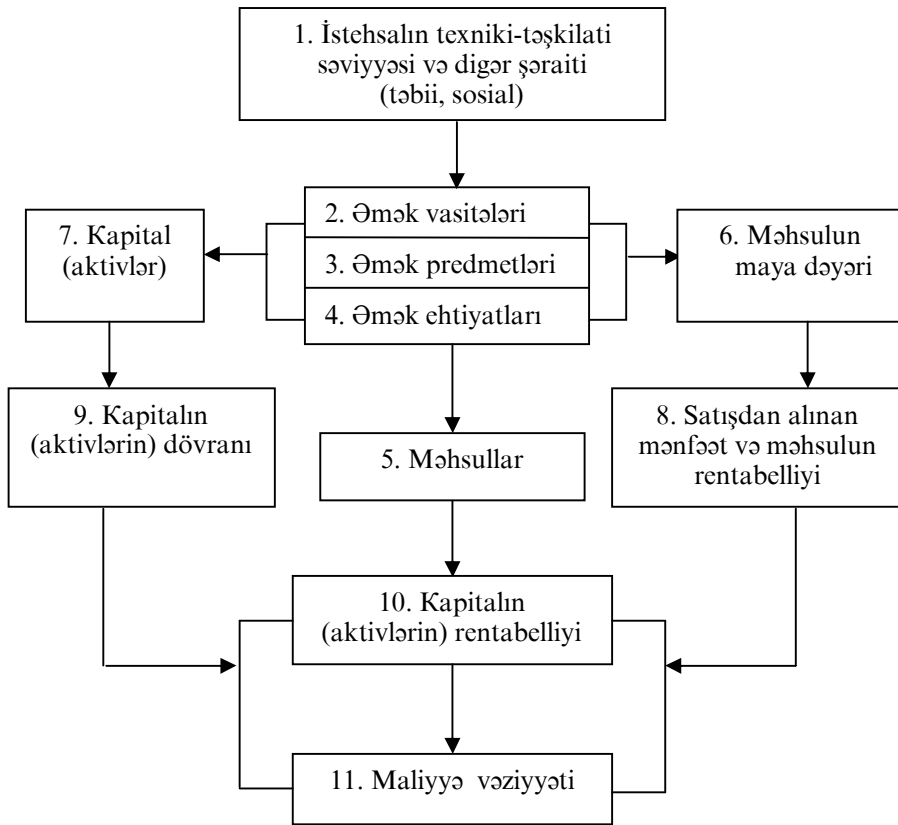 1. İstehsalın texniki-təşkilati
səviyyəsi və digər şəraiti
(təbii, sosial)
2. Əmək vasitələri
3. Əmək predmetləri
4. Əmək ehtiyatları
7. Kapital
(aktivlər)
6. Məhsulun
maya dəyəri
9. Kapitalın
(aktivlərin) dövranı
5. Məhsullar
8. Satışdan alınan
mənfəət və məhsulun
rentabelliyi
10. Kapitalın
(aktivlərin) rentabelliyi
11. Maliyyə vəziyyəti